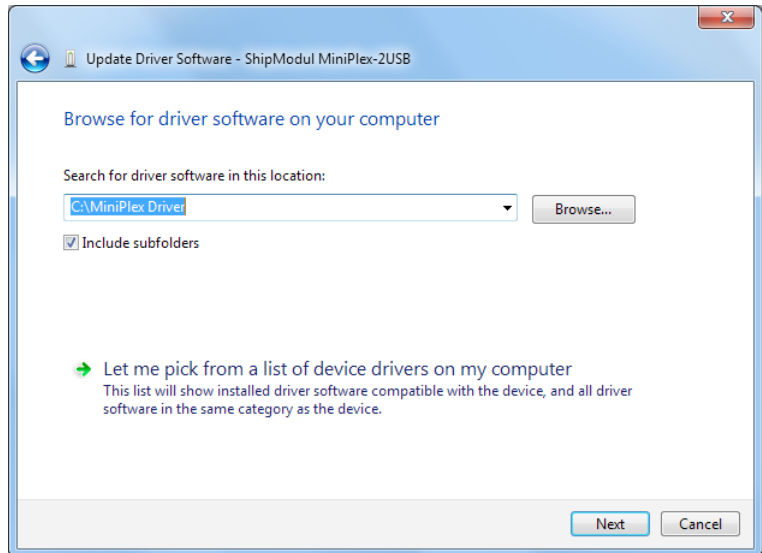 Update Driver Software - ShipModul MiniPlex-2USB
Browse for driver software on your computer
Search for driver software in this location:
C:\MiniPlex Driver
Browse...
Include subfolders
Let me pick from a list of device drivers on my computer
This list will show installed driver software compatible with the device, and all driver
software in the same category as the device.
Next
Cancel